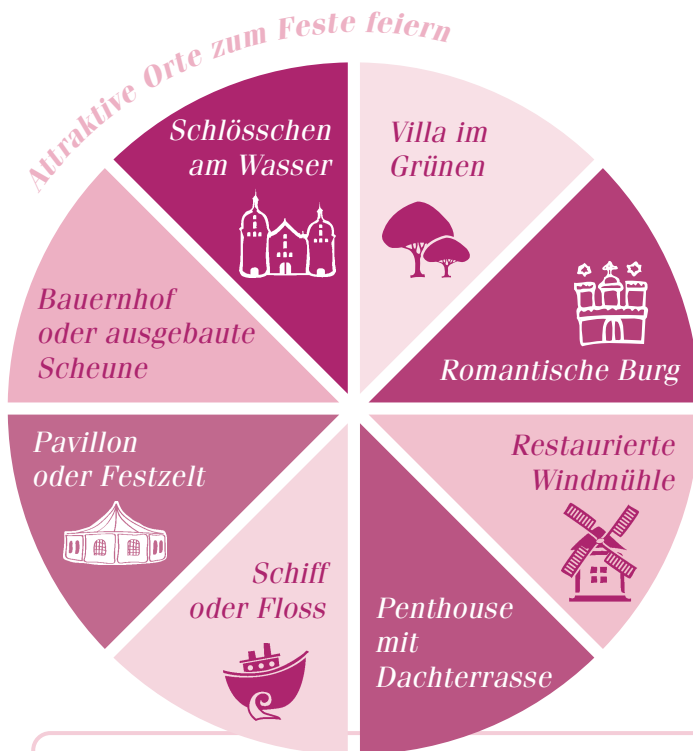 Attraktive Orte zum Feste feiern
Schlösschen
am Wasser
Villa im
Grünen
Romantische Burg
Restaurierte
Windmühle
Penthouse
mit
Dachterrasse
Schiff
oder Floss
Pavillon
oder Festzelt
Bauernhof
oder ausgebaute
Scheune